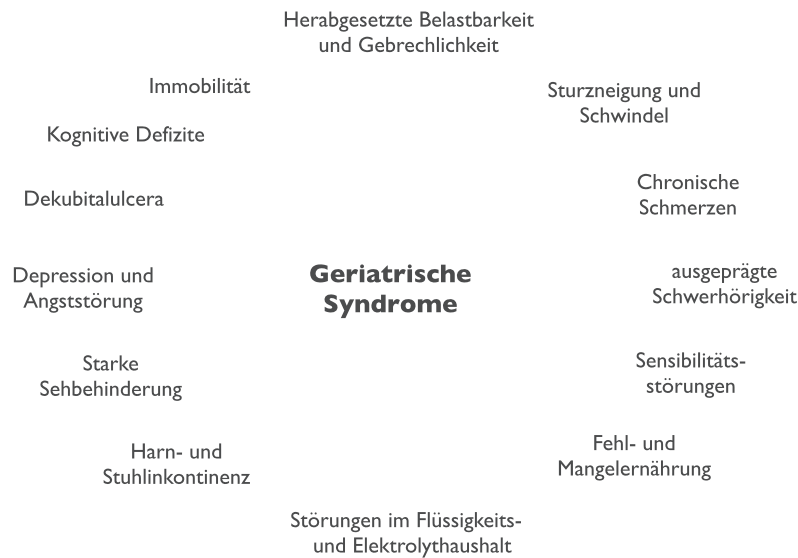 Herabgesetzte Belastbarkeit
und Gebrechlichkeit
Immobilität
Sturzneigung und
Schwindel
Kognitive Defizite
Chronische
Schmerzen
Dekubitalulcera
Geriatrische
Syndrome
Depression und
Angststörung
ausgeprägte
Schwerhörigkeit
Starke
Sehbehinderung
Sensibilitäts-
störungen
Harn- und
Stuhlinkontinenz
Fehl- und
Mangelernährung
Störungen im Flüssigkeits-
und Elektrolythaushalt